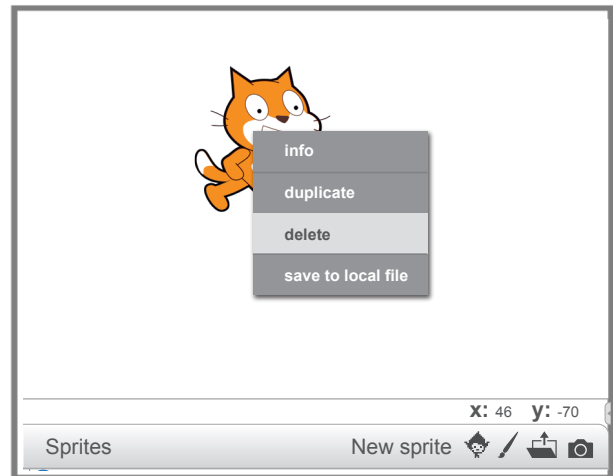 info
duplicate
delete
save to local file
x: 46 y: -70
Sprites New sprite